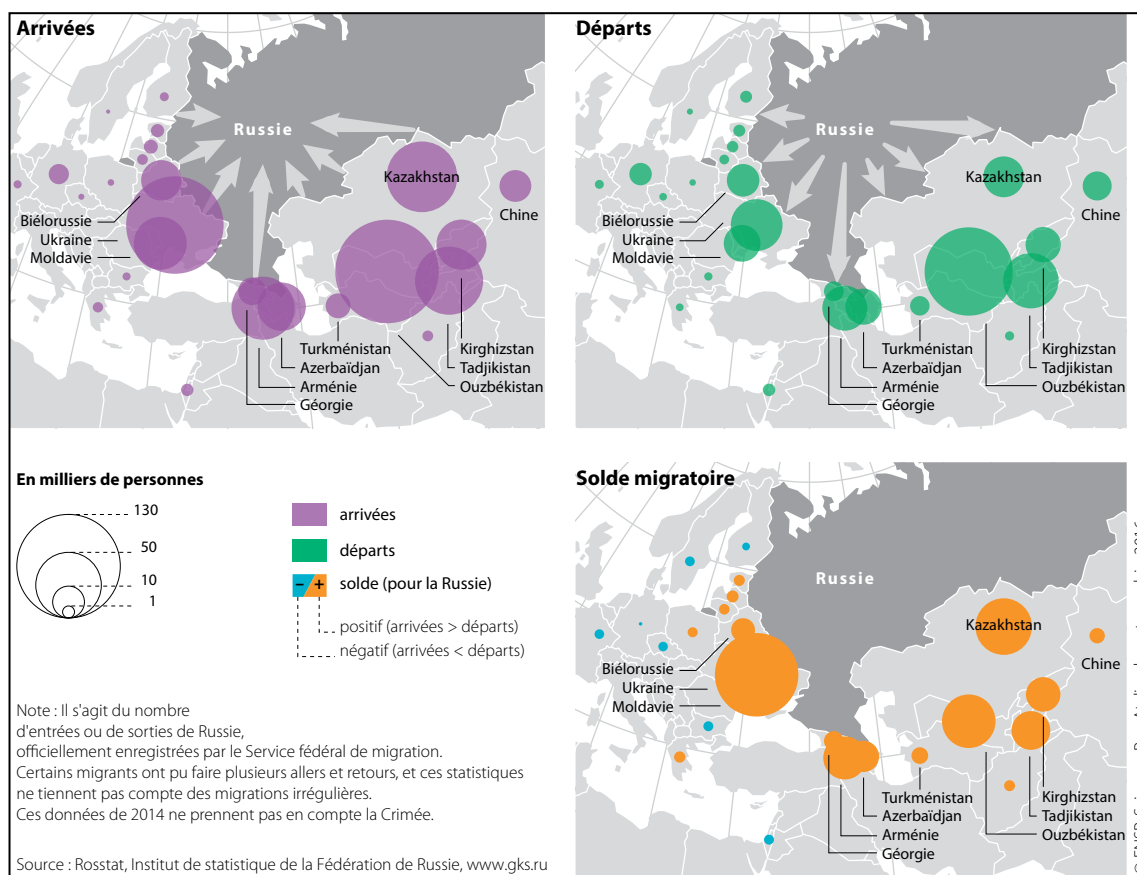 Arrivées
Russie
Kazakhstan
Chine
Biélorussie
Ukraine
Moldavie
Turkménistan
Azerbaïdjan
Arménie
Géorgie
Kirghizstan
Tadjikistan
Ouzbékistan
Départs
Russie
Kazakhstan
Chine
Biélorussie
Ukraine
Moldavie
Turkménistan
Azerbaïdjan
Arménie
Géorgie
Kirghizstan
Tadjikistan
Ouzbékistan
En milliers de personnes
130
50
10
1
arrivées
départs
− + solde (pour la Russie)
positif (arrivées > départs)
négatif (arrivées < départs)
Note : Il s'agit du nombre
d'entrées ou de sorties de Russie,
officiellement enregistrées par le Service fédéral de migration.
Certains migrants ont pu faire plusieurs allers et retours, et ces statistiques
ne tiennent pas compte des migrations irrégulières.
Ces données de 2014 ne prennent pas en compte la Crimée.
Source : Rosstat, Institut de statistique de la Fédération de Russie, www.gks.ru
Solde migratoire
Russie
Kazakhstan
Chine
Biélorussie
Ukraine
Moldavie
Turkménistan
Azerbaïdjan
Arménie
Géorgie
Kirghizstan
Tadjikistan
Ouzbékistan